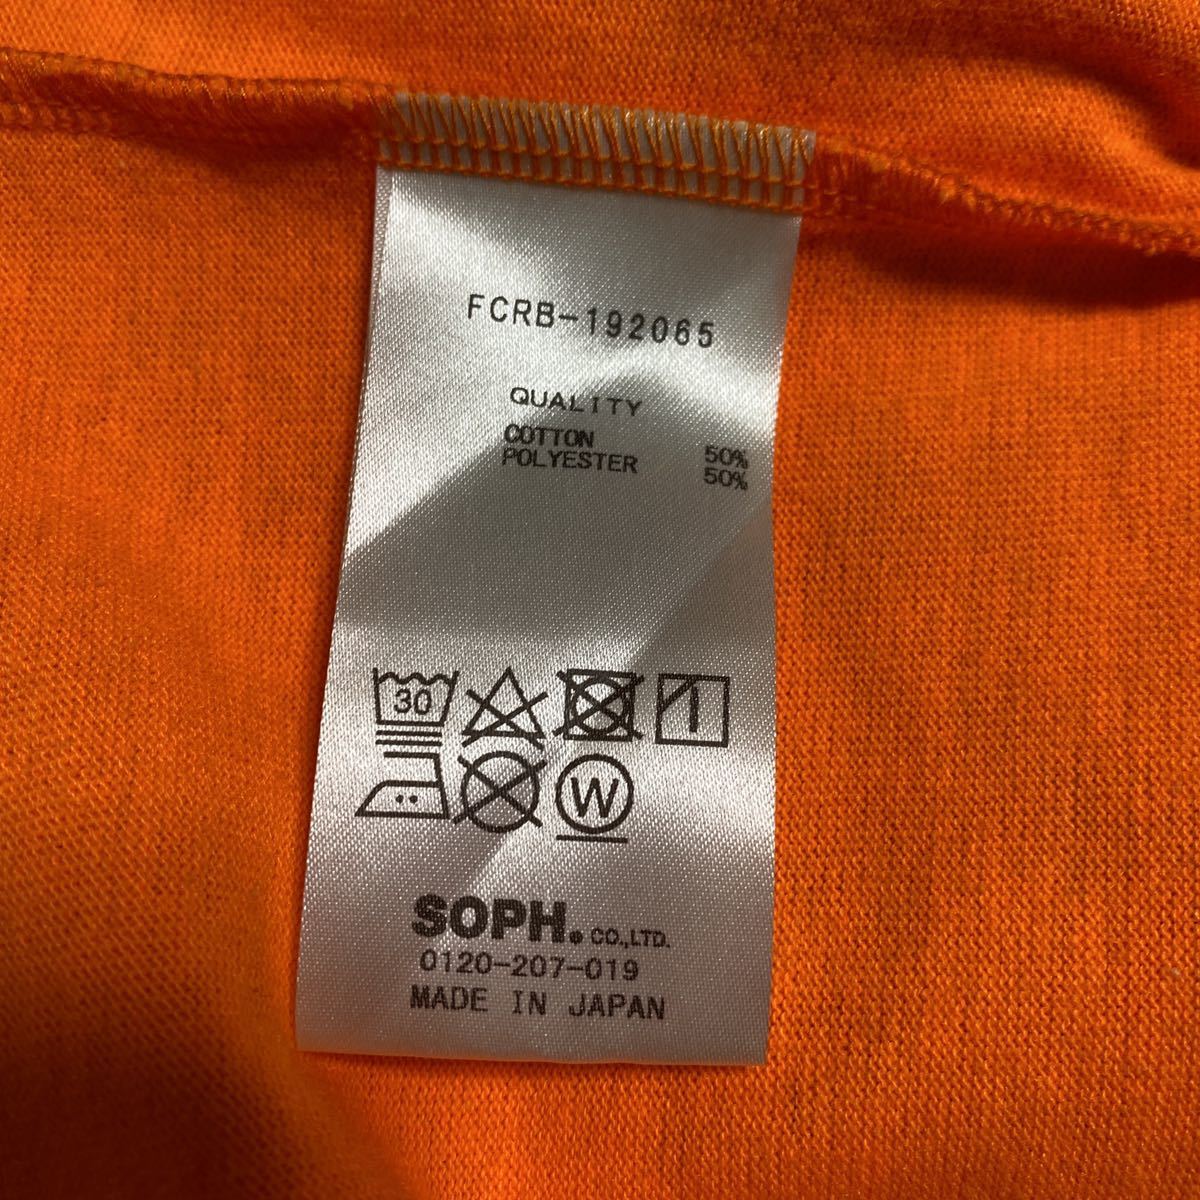 FCRB-192065
QUALITY
COTTON 50%
POLYESTER 50%
30
W
SOPH. CO.,LTD.
0120-207-019
MADE IN JAPAN